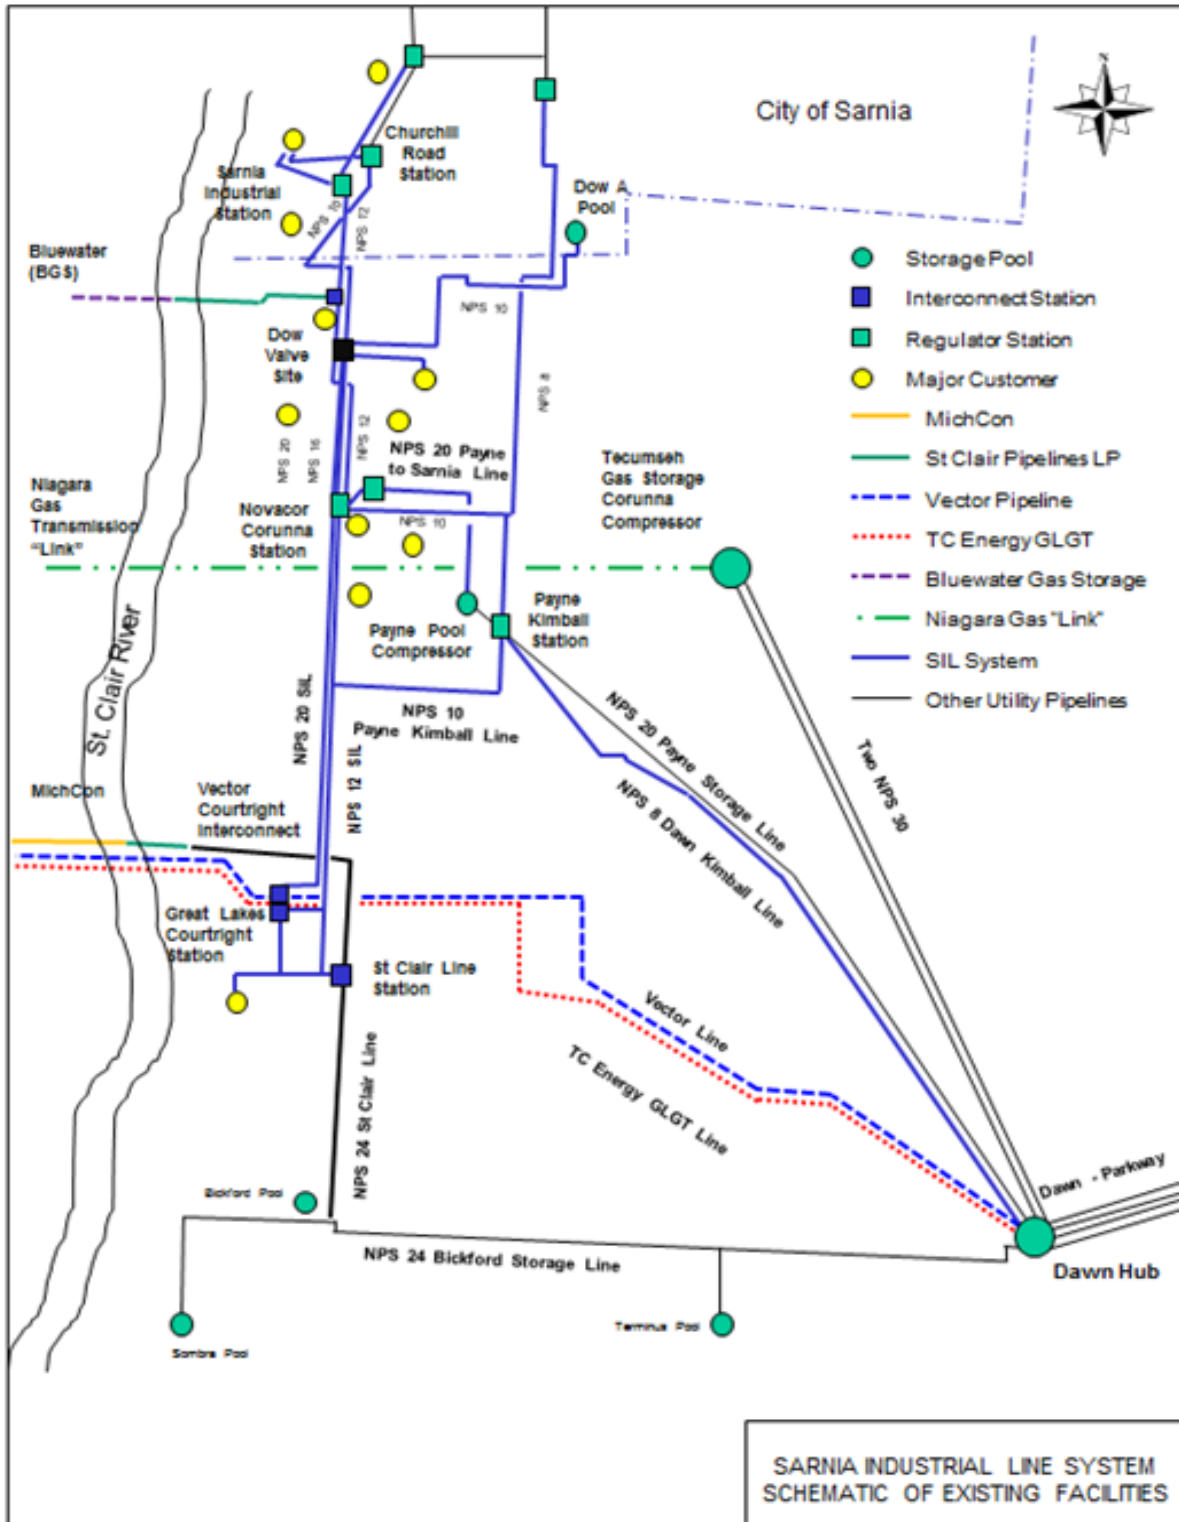 N
City of Sarnia
Churchill
Road
Station
Sarnia
Industrial
Station
NPS 10
NPS 12
Dow A
Pool
Bluewater
(BGS)
Storage Pool
Interconnect Station
Regulator Station
Major Customer
MichCon
St Clair Pipelines LP
Vector Pipeline
TC Energy GLGT
Bluewater Gas Storage
Niagara Gas "Link"
SIL System
Other Utility Pipelines
NPS 10
Dow
Valve
Site
NPS 8
NPS 20
NPS 16
NPS 12
NPS 20 Payne
to Sarnia Line
Tecumseh
Gas Storage
Corunna
Compressor
Niagara
Gas
Transmission
"Link"
Novacor
Corunna
Station
NPS 10
Payne Pool
Compressor
Payne
Kimball
Station
St. Clair River
NPS 20 SIL
NPS 12 SIL
NPS 10
Payne Kimball Line
NPS 20 Payne Storage Line
NPS 8 Dawn Kimball Line
Two NPS 30
MichCon
Vector
Courtright
Interconnect
Great Lakes
Courtright
Station
St Clair Line
Station
Vector Line
TC Energy GLGT Line
NPS 24 St Clair Line
Bickford Pool
NPS 24 Bickford Storage Line
Dawn - Parkway
Dawn Hub
Sombra Pool
Terminus Pool
SARNIA INDUSTRIAL LINE SYSTEM
SCHEMATIC OF EXISTING FACILITIES